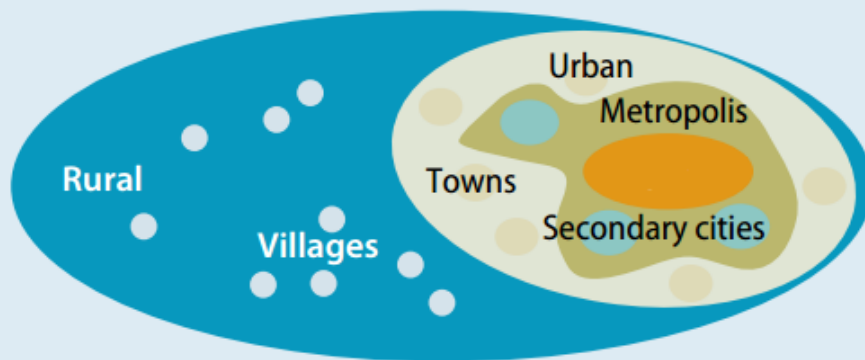 Urban
Metropolis
Rural
Towns
Villages
Secondary cities